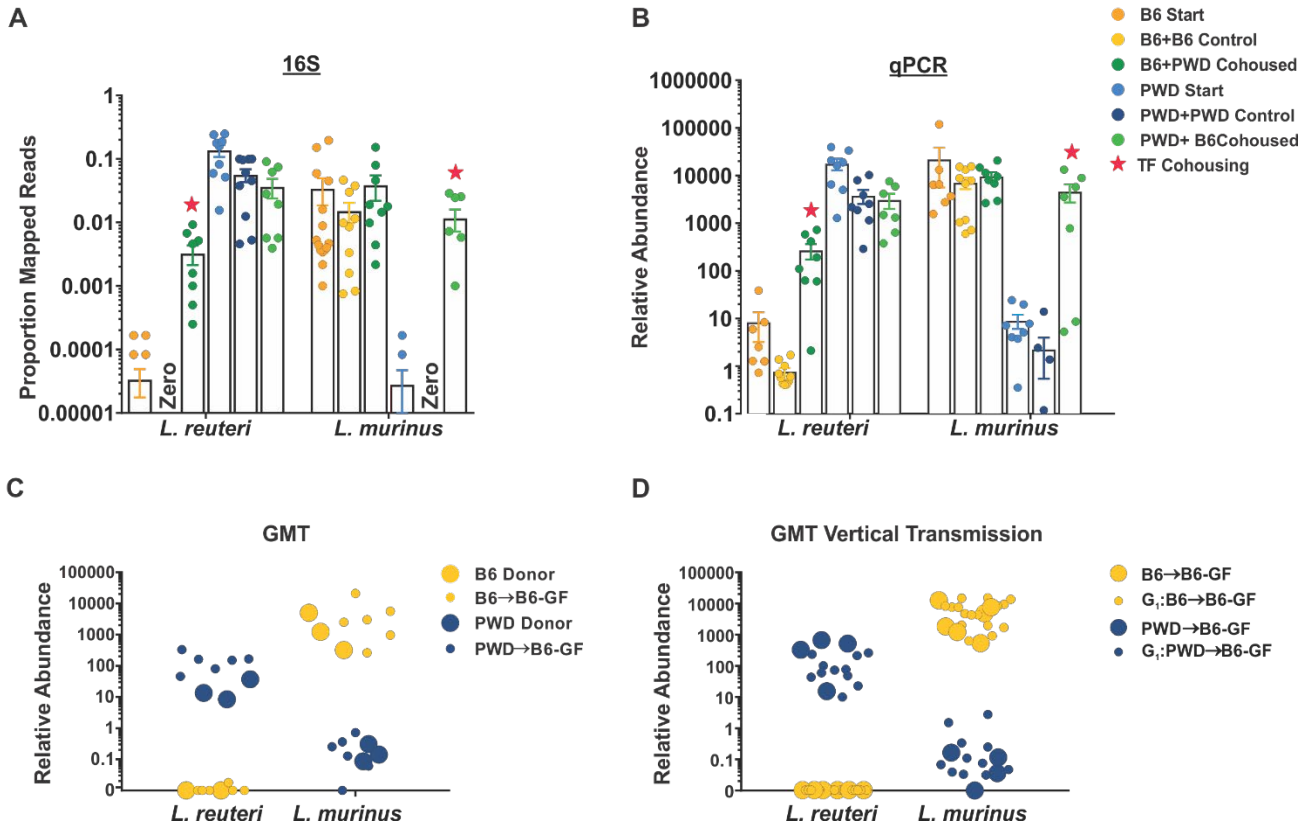 A
16S
Proportion Mapped Reads
1
0.1
0.01
0.001
0.0001
0.00001
Zero
Zero
L. reuteri
L. murinus
B
qPCR
Relative Abundance
1000000
100000
10000
1000
100
10
1
0.1
L. reuteri
L. murinus
B6 Start
B6+B6 Control
B6+PWD Cohoused
PWD Start
PWD+PWD Control
PWD+ B6Cohoused
TF Cohousing
C
GMT
Relative Abundance
100000
10000
1000
100
10
1
0.1
0
L. reuteri
L. murinus
B6 Donor
B6→B6-GF
PWD Donor
PWD→B6-GF
D
GMT Vertical Transmission
Relative Abundance
100000
10000
1000
100
10
1
0.1
0
L. reuteri
L. murinus
B6→B6-GF
G₁:B6→B6-GF
PWD→B6-GF
G₁:PWD→B6-GF